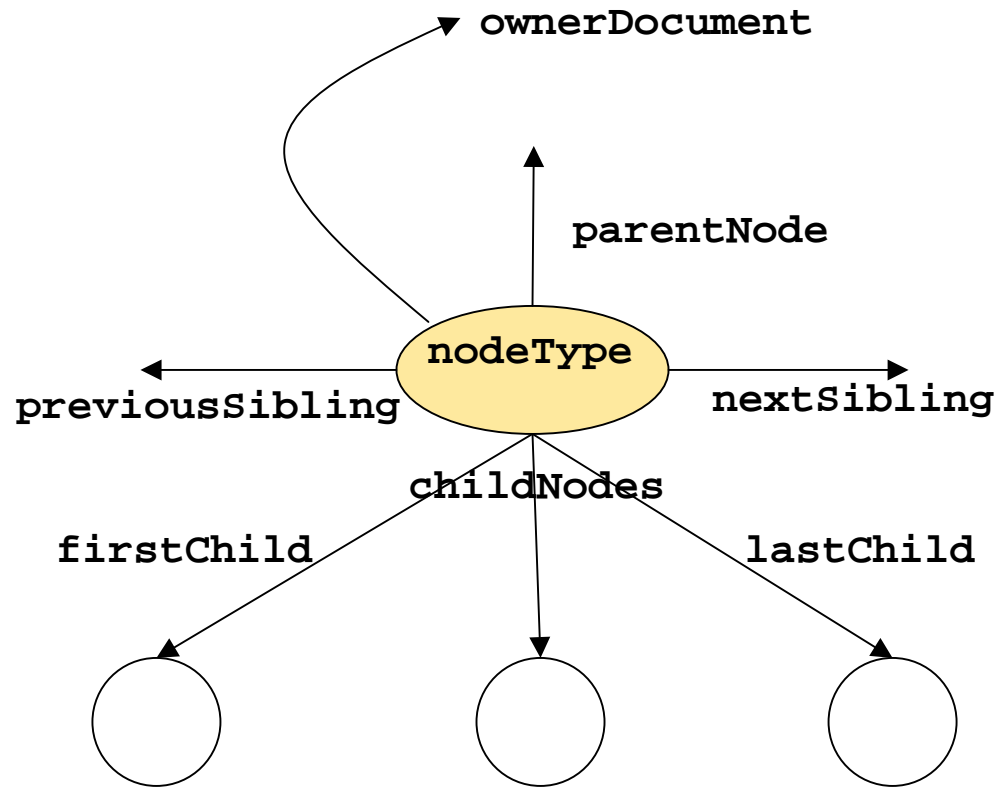 ownerDocument
parentNode
nodeType
previousSibling
nextSibling
childNodes
firstChild
lastChild